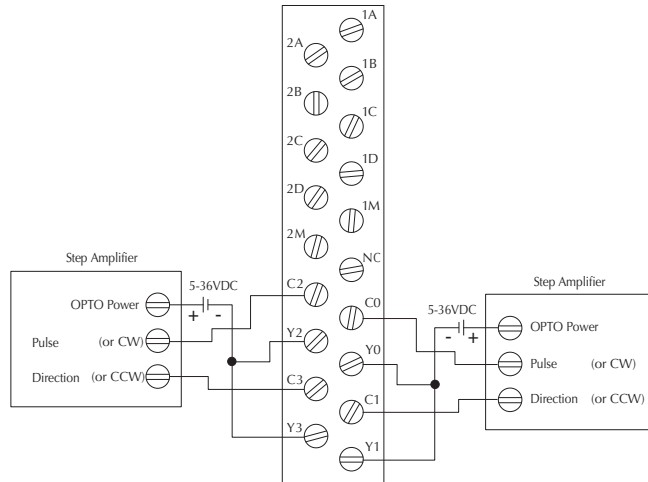 1A
2A
1B
2B
1C
2C
1D
2D
1M
2M
NC
Step Amplifier
OPTO Power
5-36VDC
+ -
Pulse (or CW)
Direction (or CCW)
C2
Y2
C3
Y3
C0
Y0
C1
Y1
Step Amplifier
5-36VDC
- +
OPTO Power
Pulse (or CW)
Direction (or CCW)